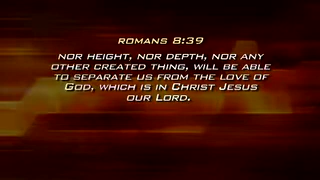 ROMANS 8:39
NOR HEIGHT, NOR DEPTH, NOR ANY
OTHER CREATED THING, WILL BE ABLE
TO SEPARATE US FROM THE LOVE OF
GOD, WHICH IS IN CHRIST JESUS
OUR LORD.